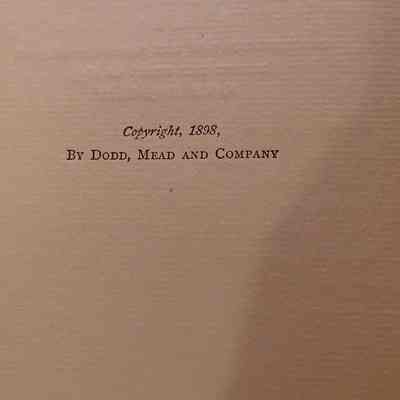 Copyright, 1898,
By Dodd, Mead and Company